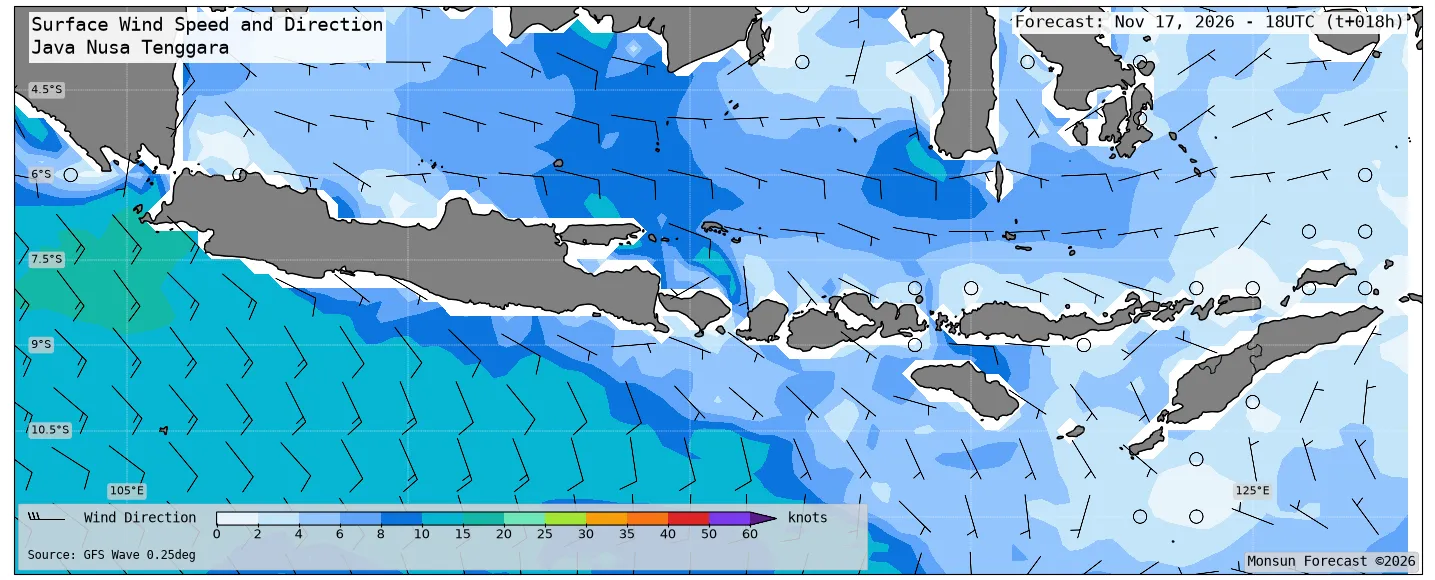 Surface Wind Speed and Direction
Java Nusa Tenggara
Forecast: Nov 17, 2026 - 18UTC (t+018h)
4.5°S
6°S
7.5°S
9°S
10.5°S
105°E
125°E
Wind Direction
0 2 4 6 8 10 15 20 25 30 35 40 50 60
knots
Source: GFS Wave 0.25deg
Monsun Forecast ©2026